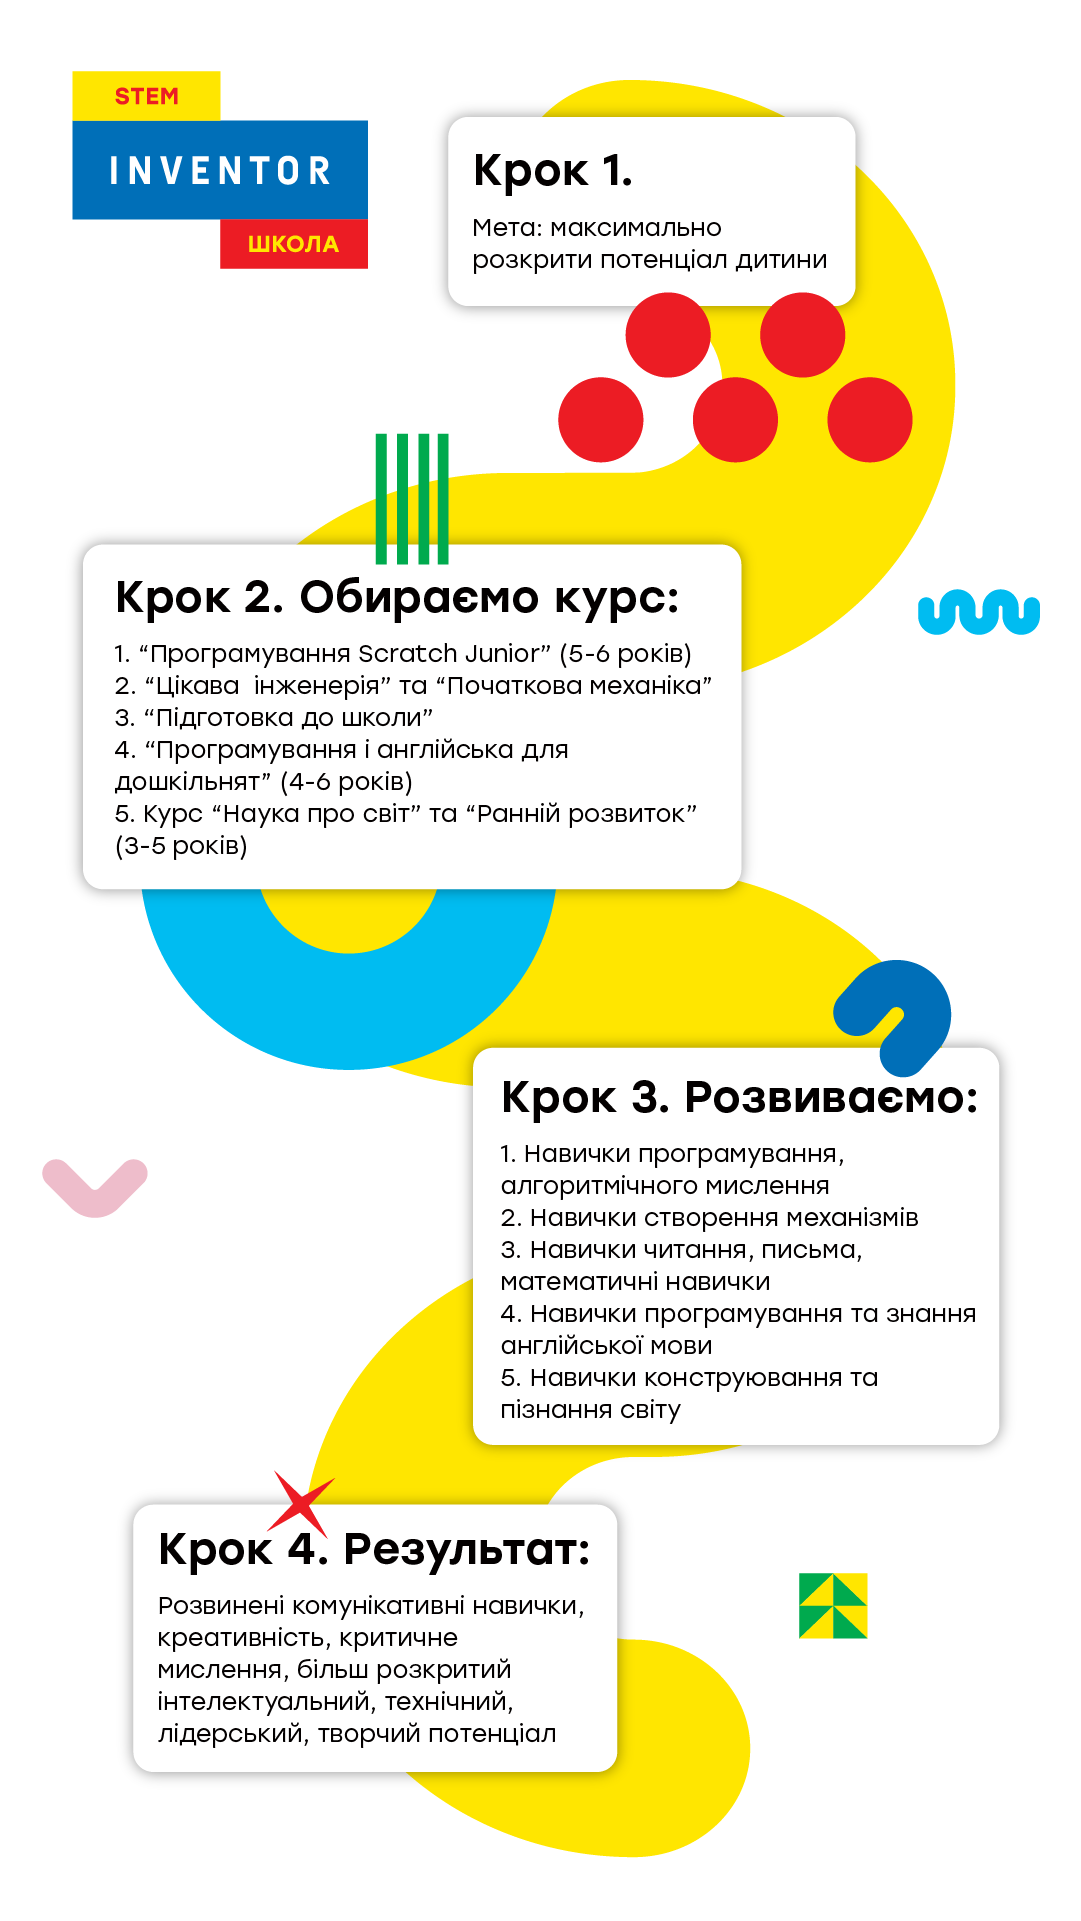 STEM
INVENTOR
ШКОЛА
Крок 1.
Мета: максимально
розкрити потенціал дитини
Крок 2. Обираємо курс:
1. “Програмування Scratch Junior” (5-6 років)
2. “Цікава  інженерія” та “Початкова механіка”
3. “Підготовка до школи”
4. “Програмування і англійська для
дошкільнят” (4-6 років)
5. Курс “Наука про світ” та “Ранній розвиток”
(3-5 років)
Крок 3. Розвиваємо:
1. Навички програмування,
алгоритмічного мислення
2. Навички створення механізмів
3. Навички читання, письма,
математичні навички
4. Навички програмування та знання
англійської мови
5. Навички конструювання та
пізнання світу
Крок 4. Результат:
Розвинені комунікативні навички,
креативність, критичне
мислення, більш розкритий
інтелектуальний, технічний,
лідерський, творчий потенціал